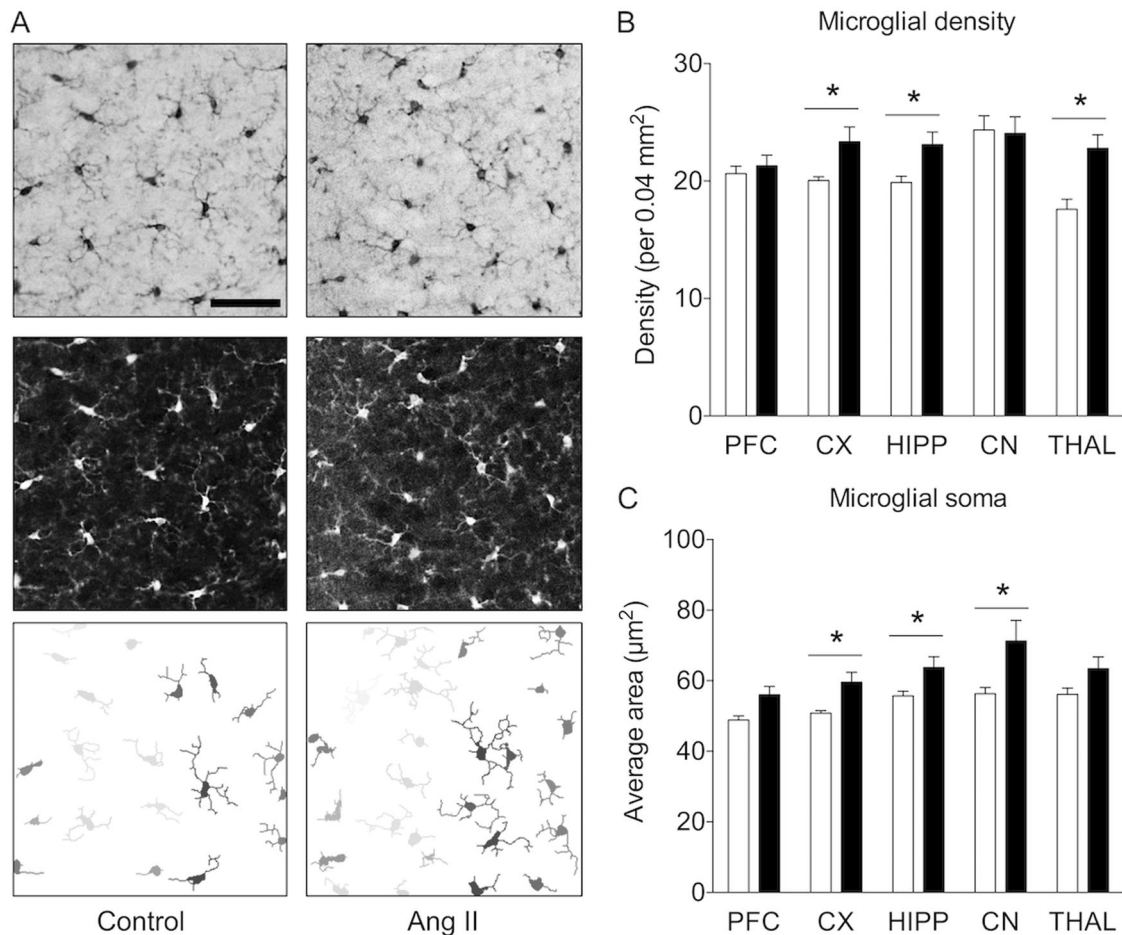 A
Control
Ang II
B
Microglial density
Density (per 0.04 mm²)
30
20
10
0
*
*
*
PFC
CX
HIPP
CN
THAL
C
Microglial soma
Average area (µm²)
100
80
60
40
20
0
*
*
*
PFC
CX
HIPP
CN
THAL